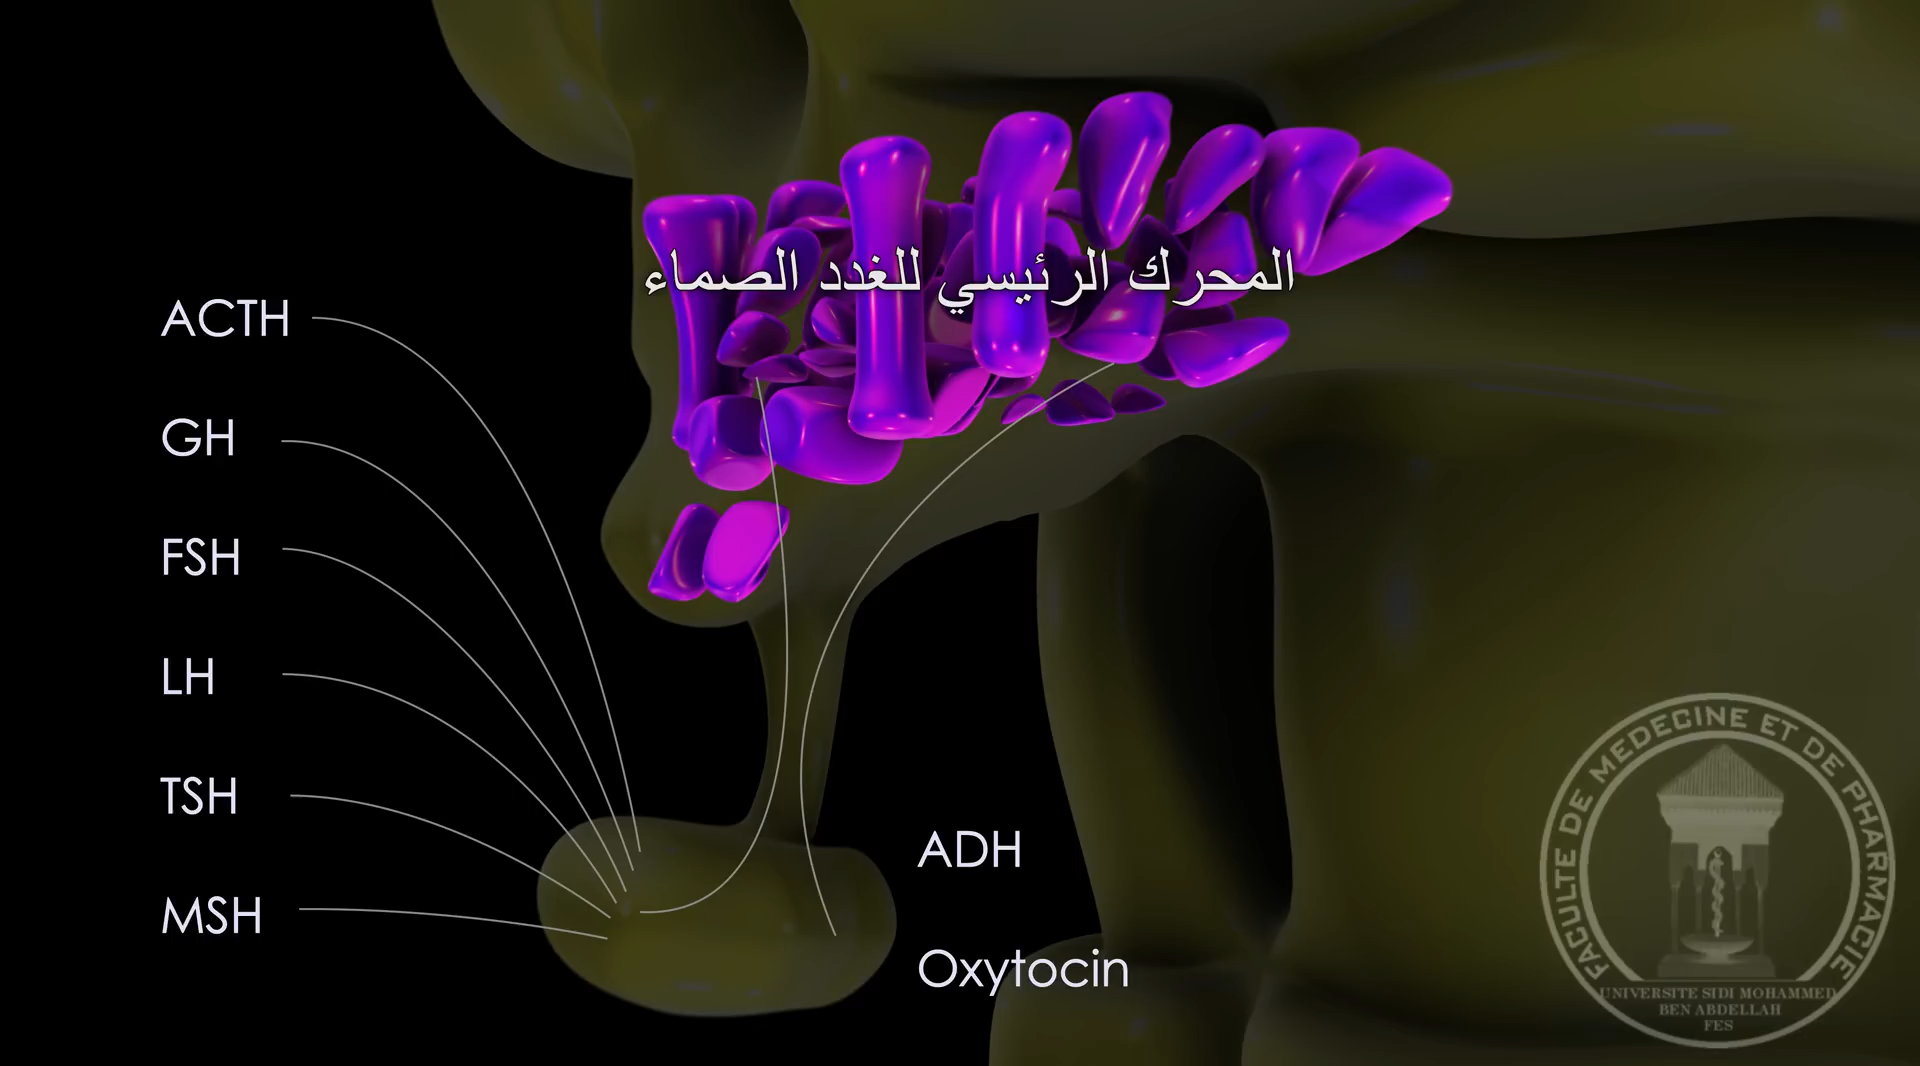 المحرك الرئيسي للغدد الصماء
ACTH
GH
FSH
LH
TSH
MSH
ADH
Oxytocin
FACULTE DE MEDECINE ET DE PHARMACIE
UNIVERSITE SIDI MOHAMMED
BEN ABDELLAH
FES